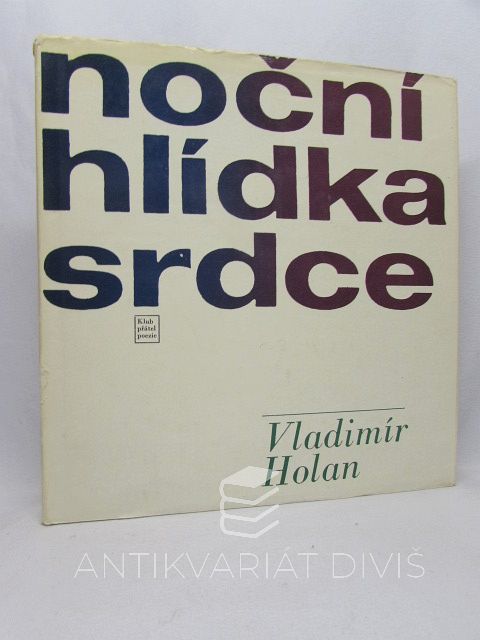 noční
hlídka
srdce
Klub
přátel
poezie
Vladimír
Holan
ANTIKVARIÁT DIVIŠ